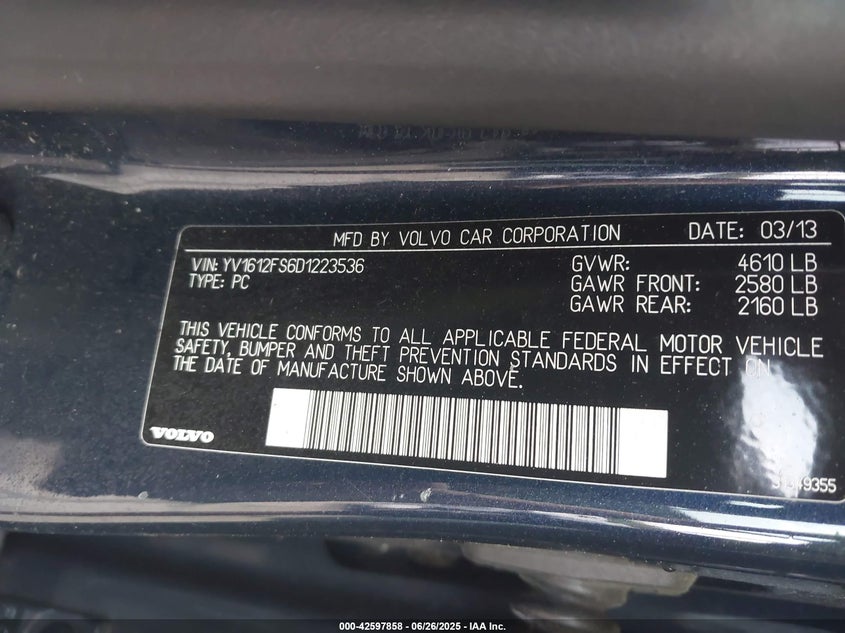 MFD BY VOLVO CAR CORPORATION DATE: 03/13
VIN: YV1612FS6D1223536 GVWR: 4610 LB
TYPE: PC GAWR FRONT: 2580 LB
GAWR REAR: 2160 LB
THIS VEHICLE CONFORMS TO ALL APPLICABLE FEDERAL MOTOR VEHICLE
SAFETY, BUMPER AND THEFT PREVENTION STANDARDS IN EFFECT ON
THE DATE OF MANUFACTURE SHOWN ABOVE.
VOLVO
000-42597858 - 06/26/2025 - IAA Inc.